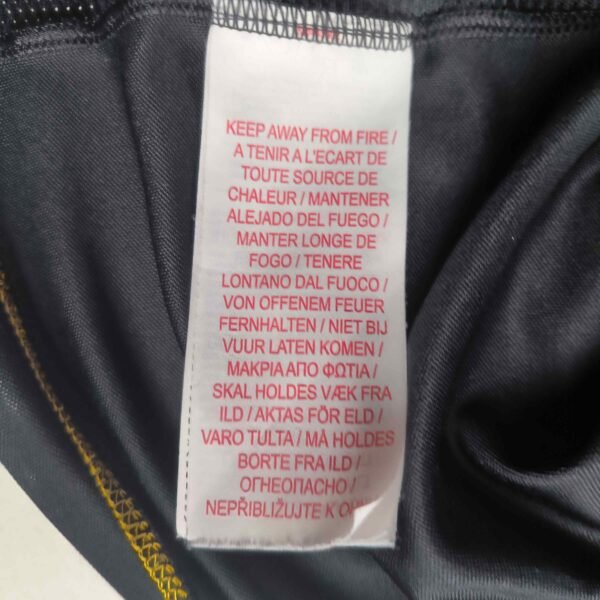 KEEP AWAY FROM FIRE /
A TENIR A L'ECART DE
TOUTE SOURCE DE
CHALEUR / MANTENER
ALEJADO DEL FUEGO /
MANTER LONGE DE
FOGO / TENERE
LONTANO DAL FUOCO /
VON OFFENEM FEUER
FERNHALTEN / NIET BIJ
VUUR LATEN KOMEN /
ΜΑΚΡΙΑ ΑΠΟ ΦΩΤΙΑ /
SKAL HOLDES VÆK FRA
ILD / AKTAS FÖR ELD /
VARO TULTA / MÅ HOLDES
BORTE FRA ILD /
ОГНЕОПАСНО /
NEPŘIBLIŽUJTE K